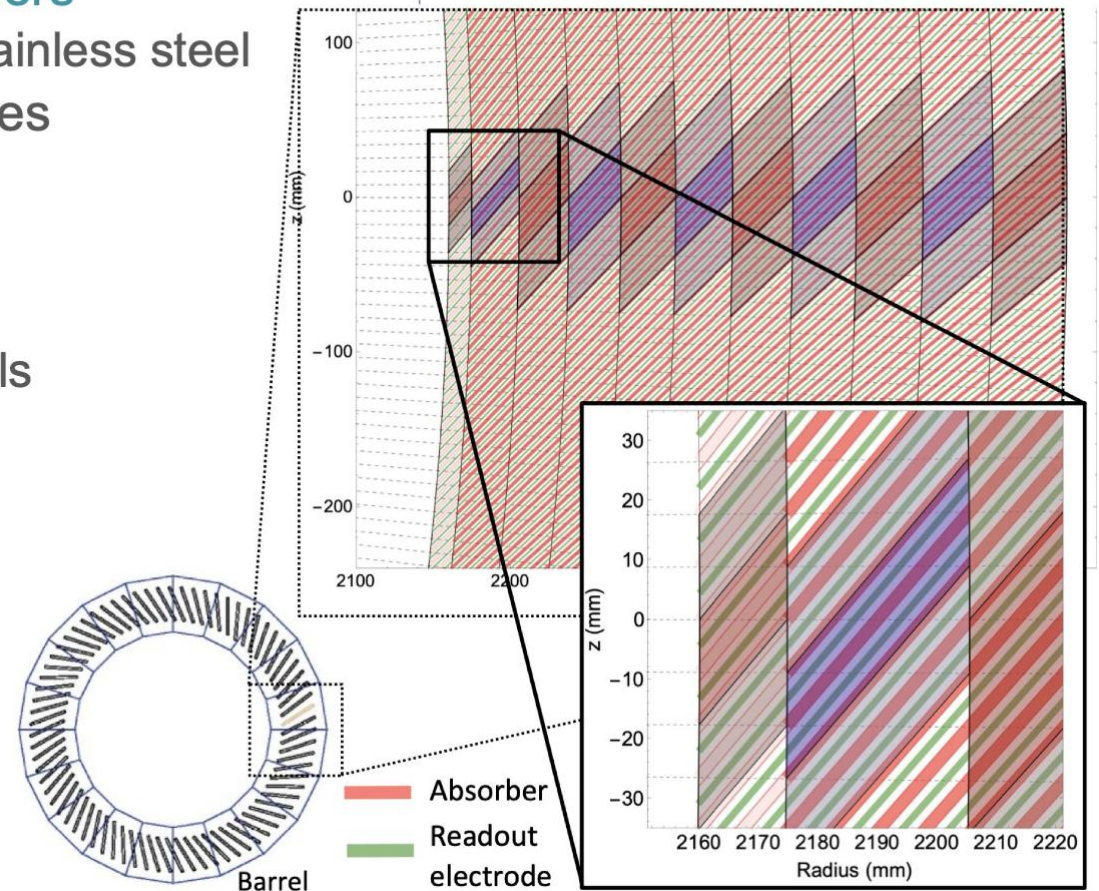 ainless steel
es
ls
100
0
−100
−200
z (mm)
2100
2200
30
20
10
0
−10
−20
−30
z (mm)
2160 2170 2180 2190 2200 2210 2220
Radius (mm)
Absorber
Readout
electrode
Barrel